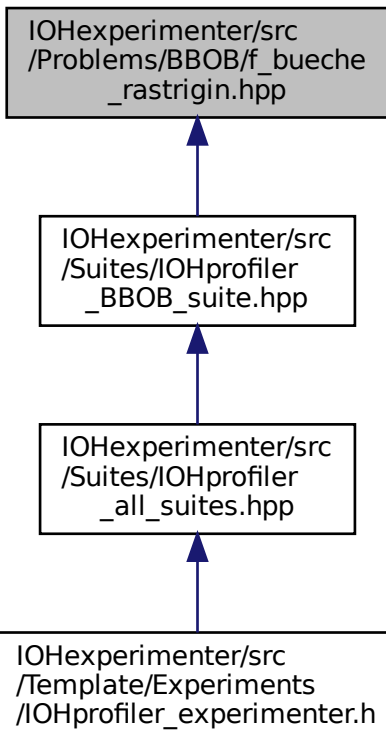 IOHexperimenter/src
/Problems/BBOB/f_bueche
_rastrigin.hpp
IOHexperimenter/src
/Suites/IOHprofiler
_BBOB_suite.hpp
IOHexperimenter/src
/Suites/IOHprofiler
_all_suites.hpp
IOHexperimenter/src
/Template/Experiments
/IOHprofiler_experimenter.h